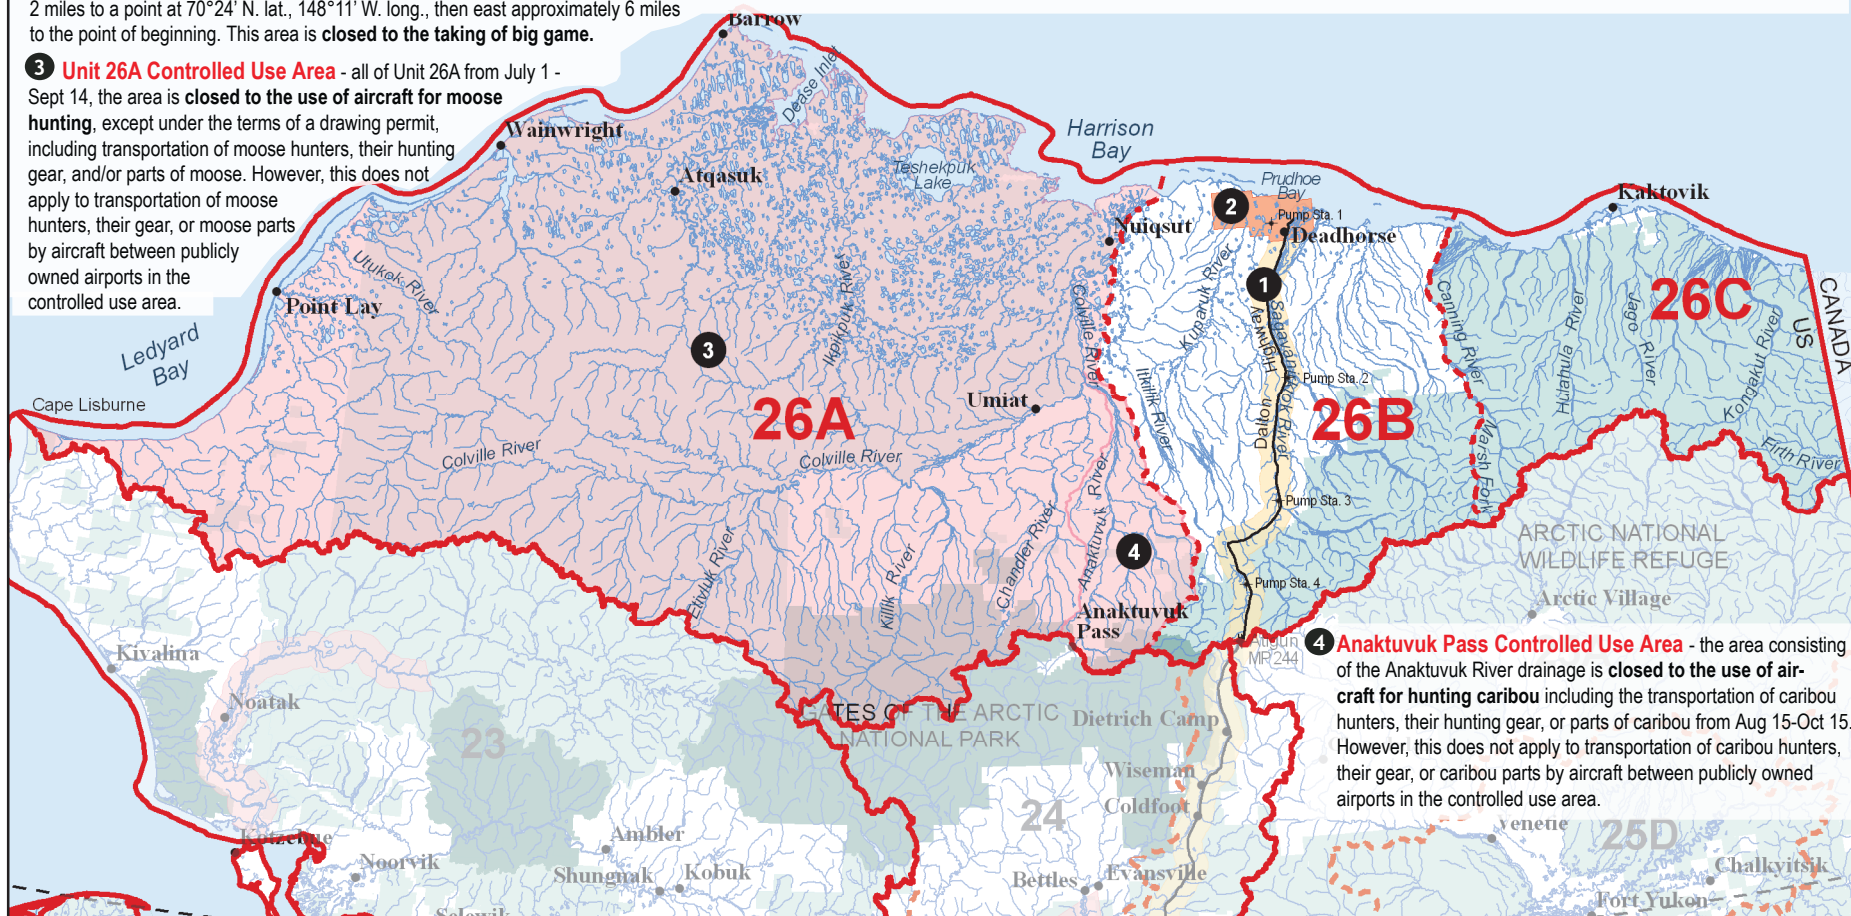 2 miles to a point at 70°24' N. lat., 148°11' W. long., then east approximately 6 miles
to the point of beginning. This area is closed to the taking of big game.
3 Unit 26A Controlled Use Area - all of Unit 26A from July 1 -
Sept 14, the area is closed to the use of aircraft for moose
hunting, except under the terms of a drawing permit,
including transportation of moose hunters, their hunting
gear, and/or parts of moose. However, this does not
apply to transportation of moose
hunters, their gear, or moose parts
by aircraft between publicly
owned airports in the
controlled use area.
Barrow
Dease Inlet
Wainwright
Atqasuk
Teshekpuk
Lake
Harrison
Bay
Prudhoe
Bay
2
Pump Sta. 1
Deadhorse
Kaktovik
Nuiqsut
1
Utukok River
Point Lay
Ikpikpuk River
Colville River
Kuparuk River
Sagavanirktok River
Dalton Highway
Canning River
Hulahula River
Jago River
26C
Kongakut River
US
CANADA
Ledyard
Bay
3
Itkillik River
Pump Sta. 2
Cape Lisburne
Umiat
26A
26B
Colville River
Colville River
Marsh Fork
Firth River
Pump Sta. 3
Etivluk River
Killik River
Chandler River
Anaktuvuk River
4
ARCTIC NATIONAL
WILDLIFE REFUGE
Pump Sta. 4
Anaktuvuk
Pass
Arctic Village
Atigun
MP 244
4 Anaktuvuk Pass Controlled Use Area - the area consisting
of the Anaktuvuk River drainage is closed to the use of air-
craft for hunting caribou including the transportation of caribou
hunters, their hunting gear, or parts of caribou from Aug 15-Oct 15.
However, this does not apply to transportation of caribou hunters,
their gear, or caribou parts by aircraft between publicly owned
airports in the controlled use area.
Kivalina
Noatak
23
GATES OF THE ARCTIC
NATIONAL PARK
Dietrich Camp
Wiseman
Coldfoot
24
Kotzebue
Noorvik
Ambler
Shungnak
Kobuk
Selawik
Bettles
Evansville
Venetie
25D
Chalkyitsik
Fort Yukon